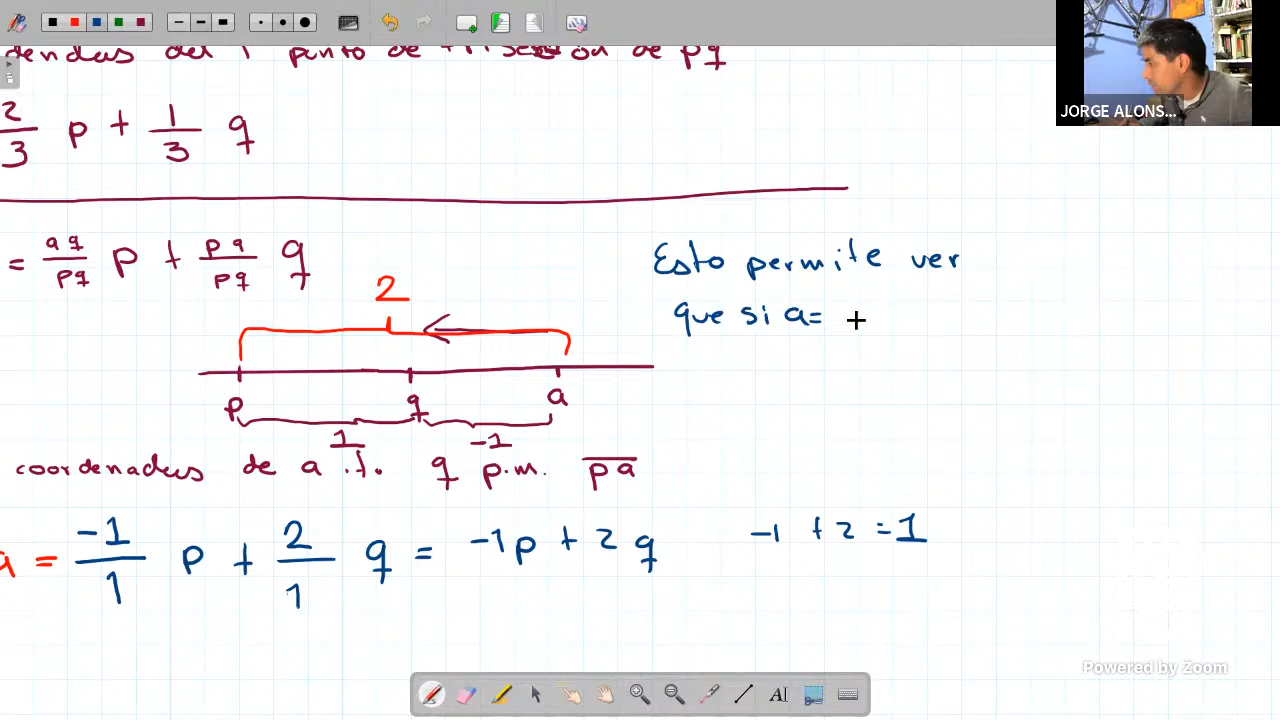 del 1 punto de trisección de pq
2/3 p + 1/3 q
= aq/pq p + pa/pq q
2
p q a
1 -1
coordenadas de a t.f. q p.m. pa
a = -1/1 p + 2/1 q = -1p + 2q -1 + 2 = 1
Esto permite ver
que si a=
JORGE ALONS...
AI
Powered by Zoom